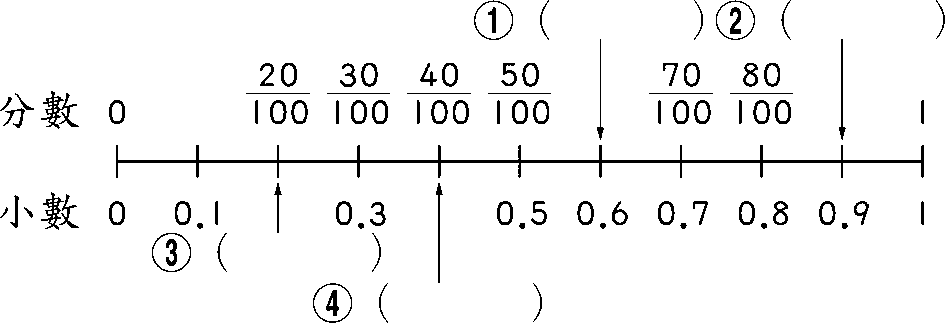 ①（　　　）②（　　　）
分數 0 20/100 30/100 40/100 50/100 70/100 80/100 1
小數 0 0.1 0.3 0.5 0.6 0.7 0.8 0.9 1
③（　　　）
④（　　　）